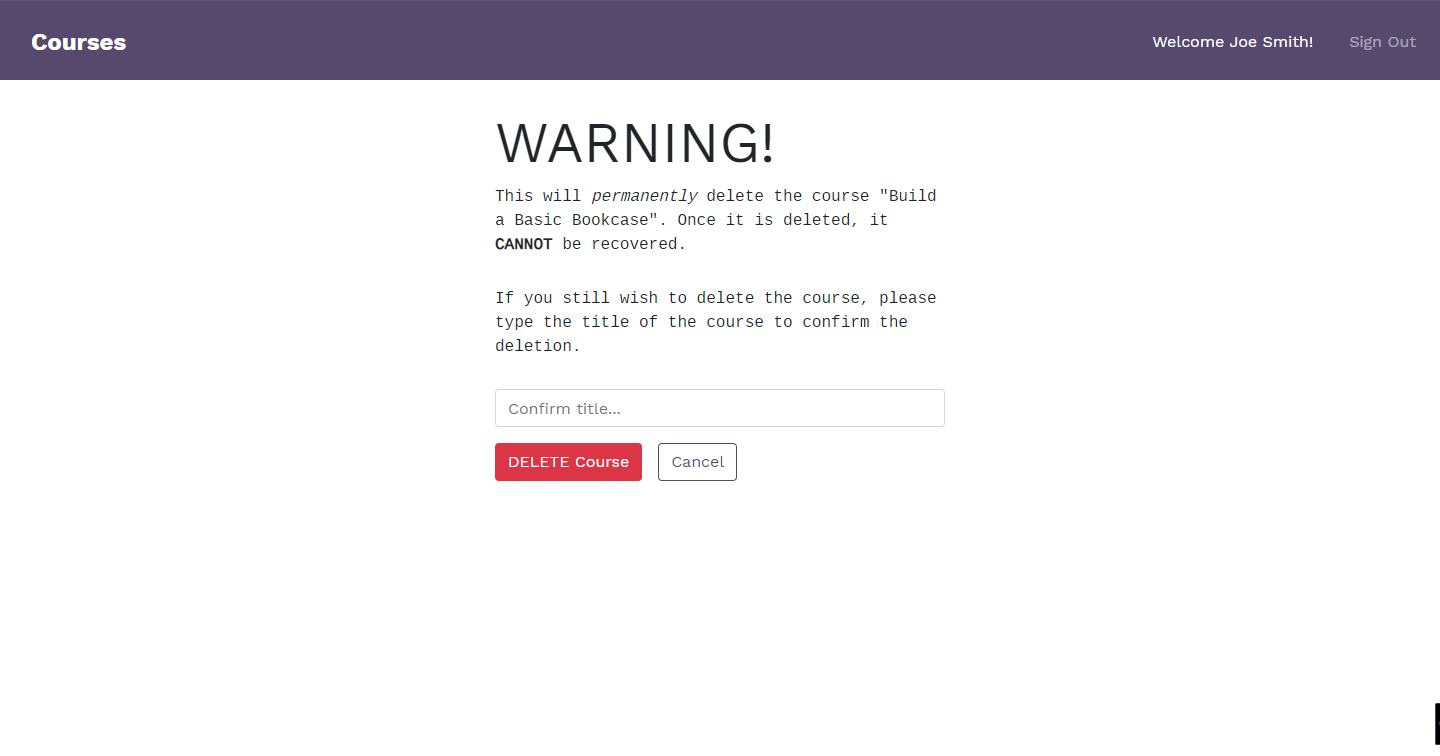 Courses
Welcome Joe Smith!
Sign Out
WARNING!
This will permanently delete the course "Build
a Basic Bookcase". Once it is deleted, it
CANNOT be recovered.
If you still wish to delete the course, please
type the title of the course to confirm the
deletion.
Confirm title...
DELETE Course
Cancel